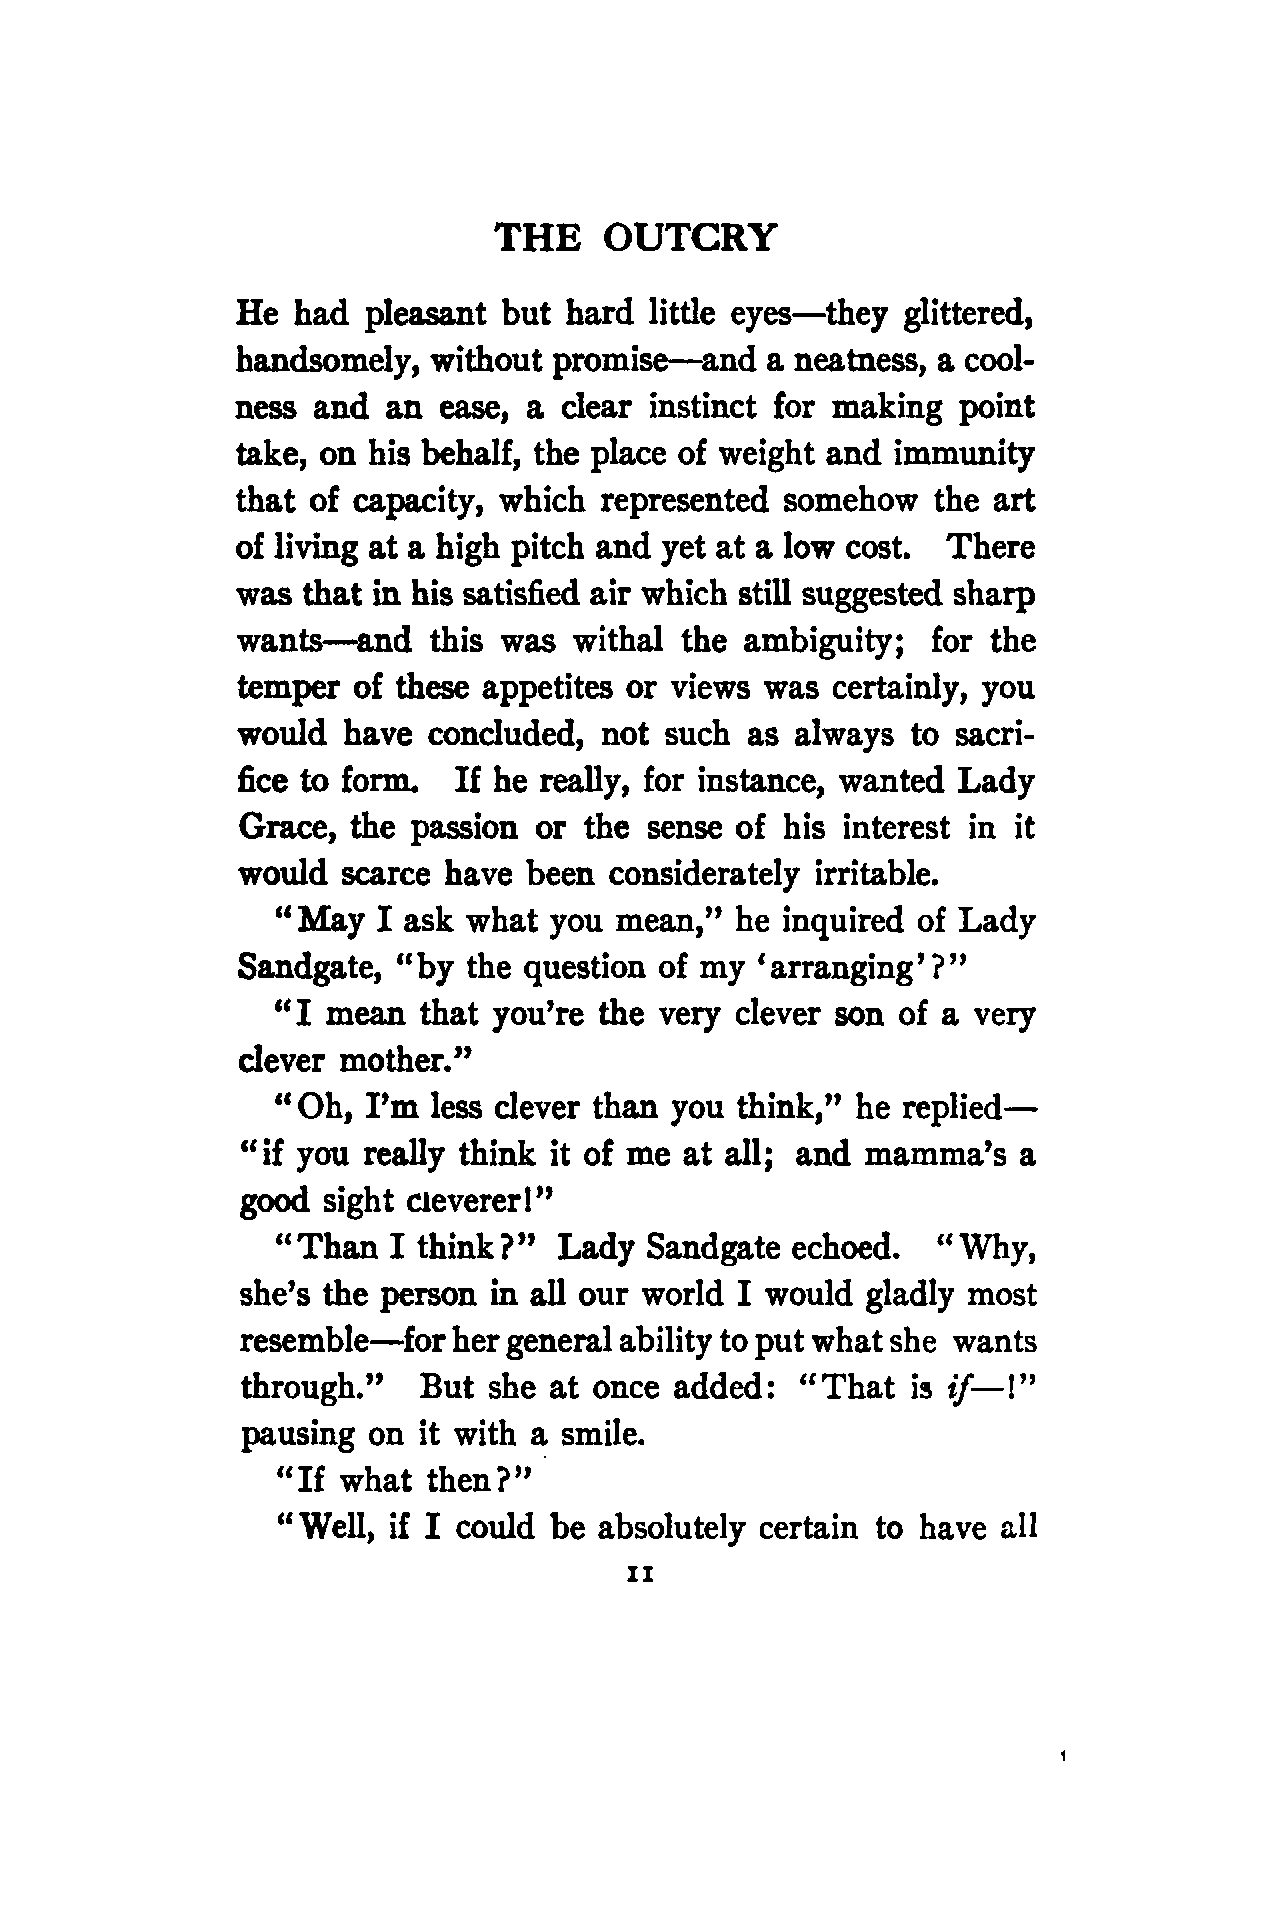 THE OUTCRY
He had pleasant but hard little eyes—they glittered,
handsomely, without promise—and a neatness, a cool-
ness and an ease, a clear instinct for making point
take, on his behalf, the place of weight and immunity
that of capacity, which represented somehow the art
of living at a high pitch and yet at a low cost. There
was that in his satisfied air which still suggested sharp
wants—and this was withal the ambiguity; for the
temper of these appetites or views was certainly, you
would have concluded, not such as always to sacri-
fice to form. If he really, for instance, wanted Lady
Grace, the passion or the sense of his interest in it
would scarce have been considerately irritable.
“May I ask what you mean,” he inquired of Lady
Sandgate, “by the question of my ‘arranging’?”
“I mean that you’re the very clever son of a very
clever mother.”
“Oh, I’m less clever than you think,” he replied—
“if you really think it of me at all; and mamma’s a
good sight cleverer!”
“Than I think?” Lady Sandgate echoed. “Why,
she’s the person in all our world I would gladly most
resemble—for her general ability to put what she wants
through.” But she at once added: “That is if—!”
pausing on it with a smile.
“If what then?”
“Well, if I could be absolutely certain to have all
11